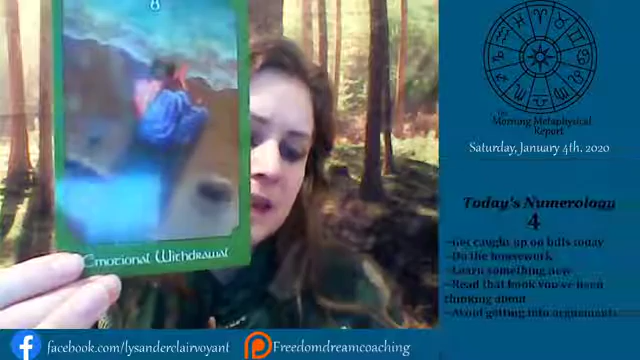 8
Emotional Withdrawal
The
Morning Metaphysical
Report
Saturday, January 4th, 2020
Today's Numerology
4
-Get caught up on bills today
-Do the housework
-Learn something new
-Read that book you've been
thinking about
-Avoid getting into arguments
facebook.com/lysanderclairvoyant
Freedomdreamcoaching